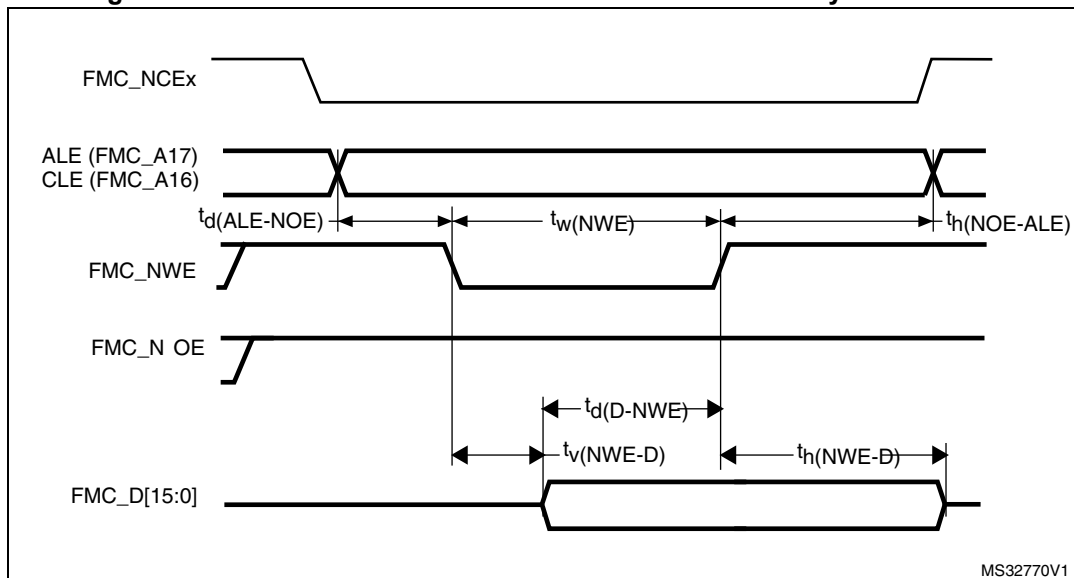 FMC_NCEx
ALE (FMC_A17)
CLE (FMC_A16)
td(ALE-NOE)
tw(NWE)
th(NOE-ALE)
FMC_NWE
FMC_N OE
td(D-NWE)
tv(NWE-D)
th(NWE-D)
FMC_D[15:0]
MS32770V1